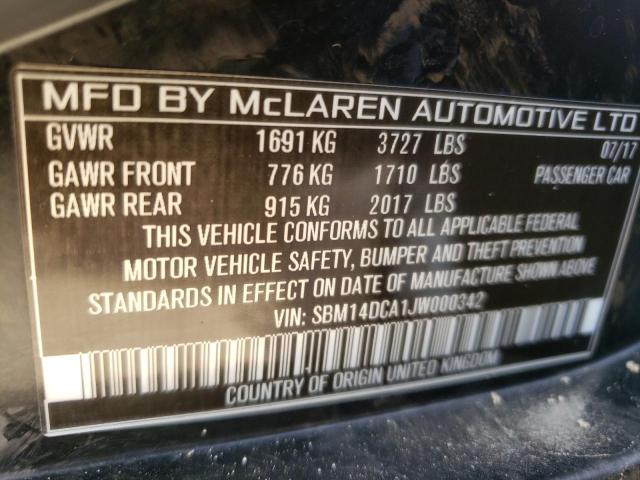 MFD BY McLAREN AUTOMOTIVE LTD
GVWR 1691 KG 3727 LBS 07/17
GAWR FRONT 776 KG 1710 LBS PASSENGER CAR
GAWR REAR 915 KG 2017 LBS
THIS VEHICLE CONFORMS TO ALL APPLICABLE FEDERAL
MOTOR VEHICLE SAFETY, BUMPER AND THEFT PREVENTION
STANDARDS IN EFFECT ON DATE OF MANUFACTURE SHOWN ABOVE
VIN: SBM14DCA1JW000342
COUNTRY OF ORIGIN UNITED KINGDOM